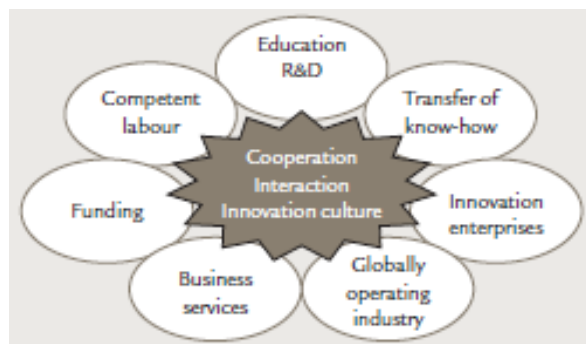 Education
R&D
Competent
labour
Transfer of
know-how
Cooperation
Interaction
Innovation culture
Funding
Innovation
enterprises
Business
services
Globally
operating
industry